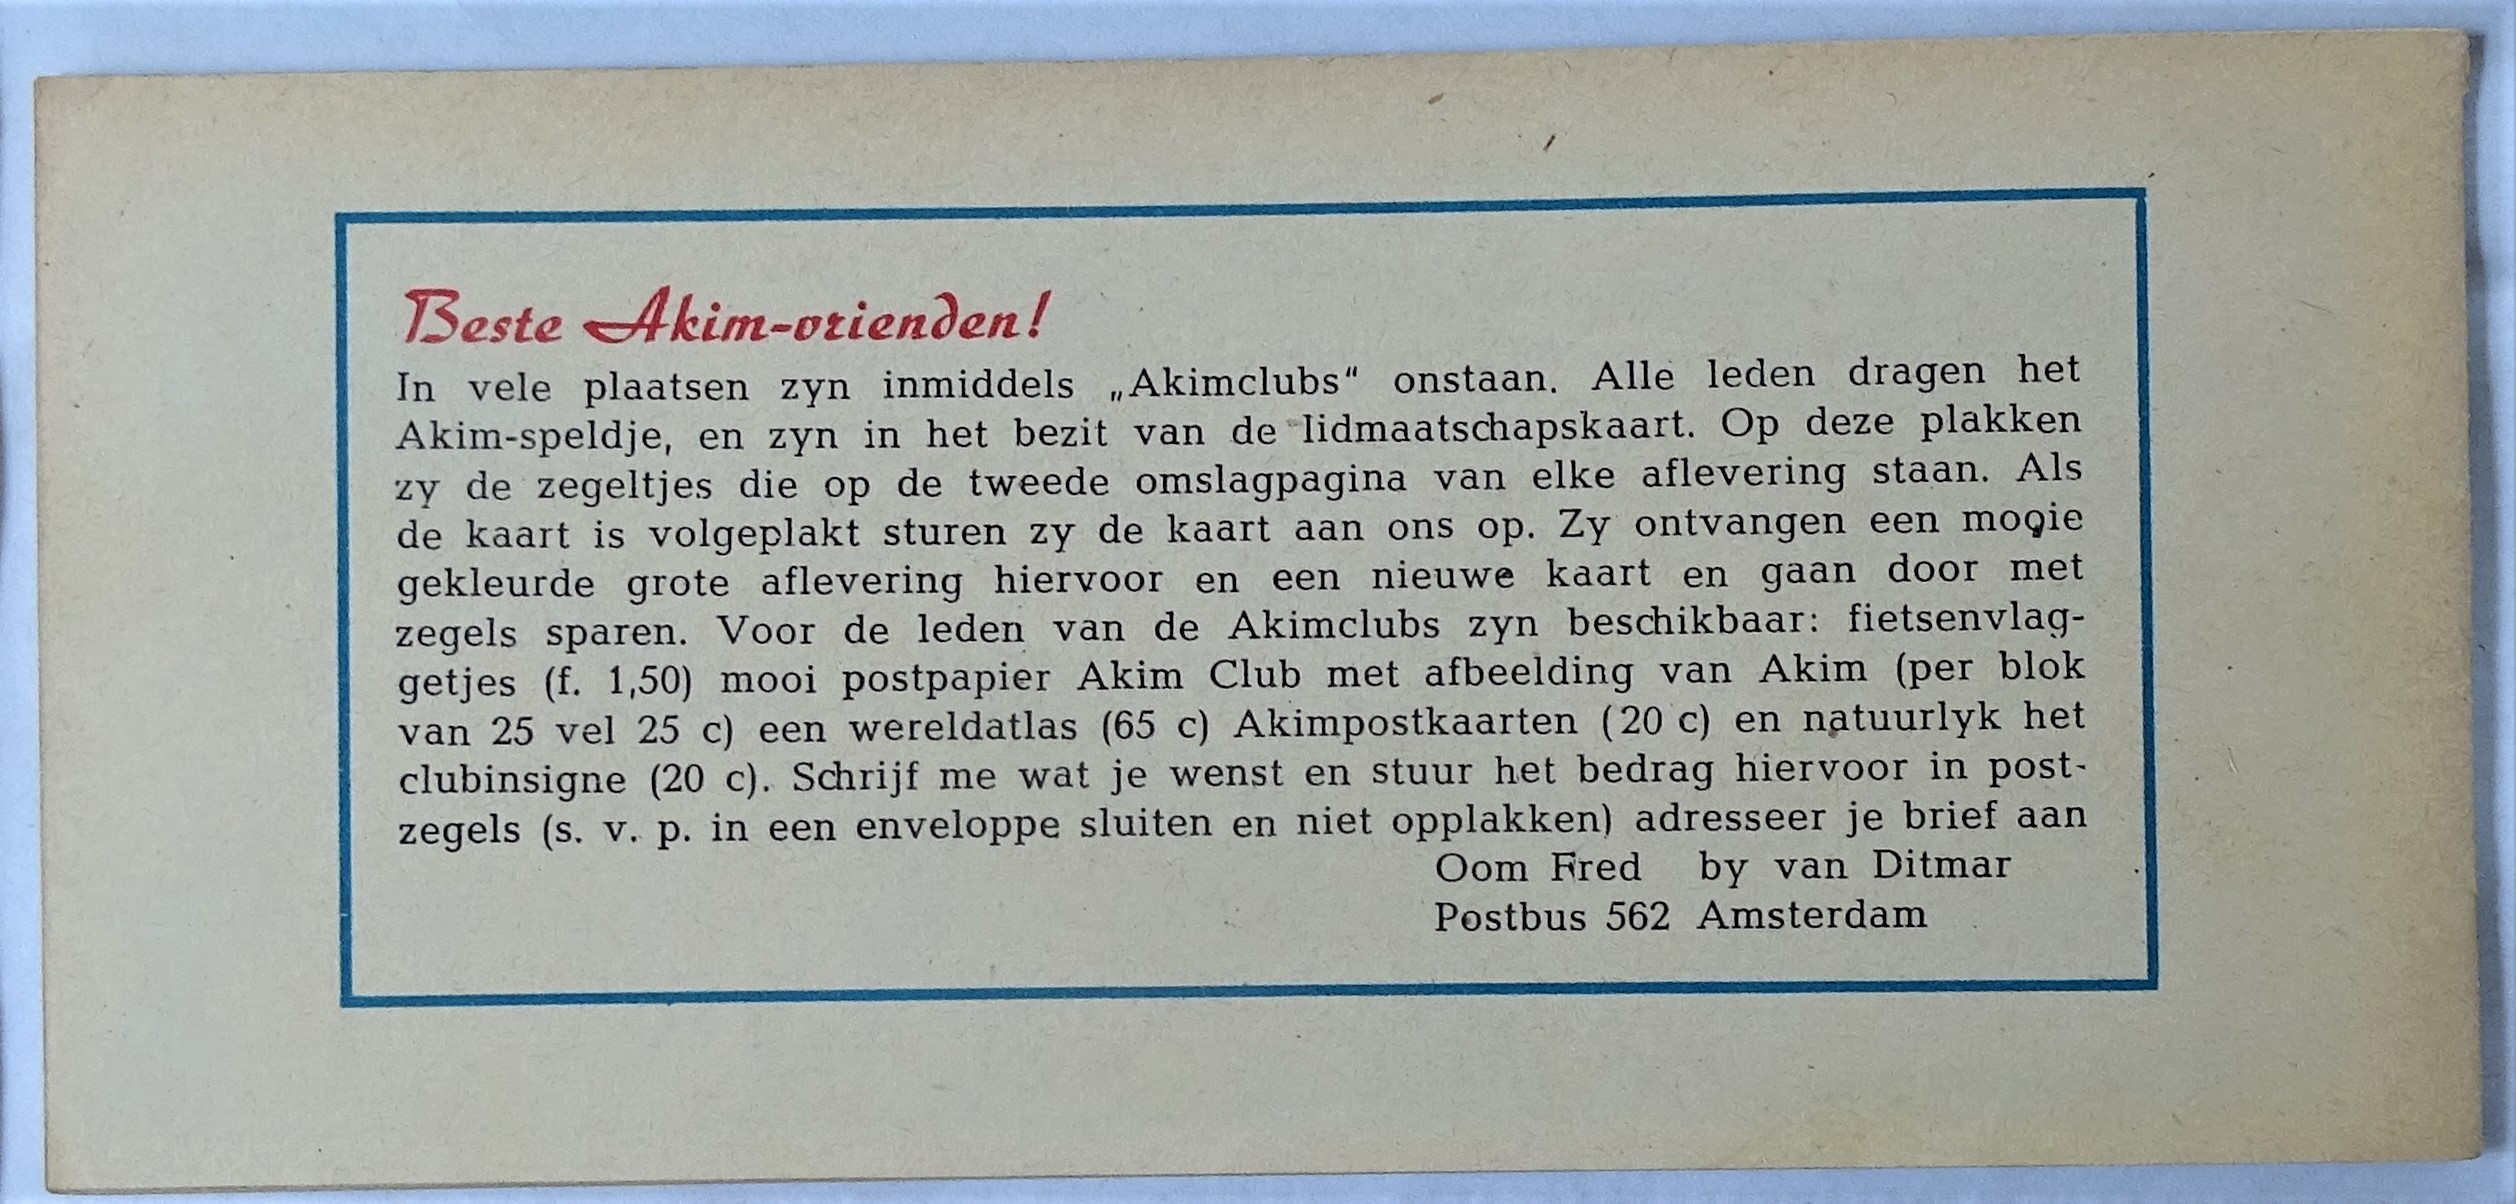 Beste Akim-vrienden!
In vele plaatsen zyn inmiddels „Akimclubs“ onstaan. Alle leden dragen het
Akim-speldje, en zyn in het bezit van de lidmaatschapskaart. Op deze plakken
zy de zegeltjes die op de tweede omslagpagina van elke aflevering staan. Als
de kaart is volgeplakt sturen zy de kaart aan ons op. Zy ontvangen een mooie
gekleurde grote aflevering hiervoor en een nieuwe kaart en gaan door met
zegels sparen. Voor de leden van de Akimclubs zyn beschikbaar: fietsenvlag-
getjes (f. 1,50) mooi postpapier Akim Club met afbeelding van Akim (per blok
van 25 vel 25 c) een wereldatlas (65 c) Akimpostkaarten (20 c) en natuurlyk het
clubinsigne (20 c). Schrijf me wat je wenst en stuur het bedrag hiervoor in post-
zegels (s. v. p. in een enveloppe sluiten en niet opplakken) adresseer je brief aan
Oom Fred by van Ditmar
Postbus 562 Amsterdam